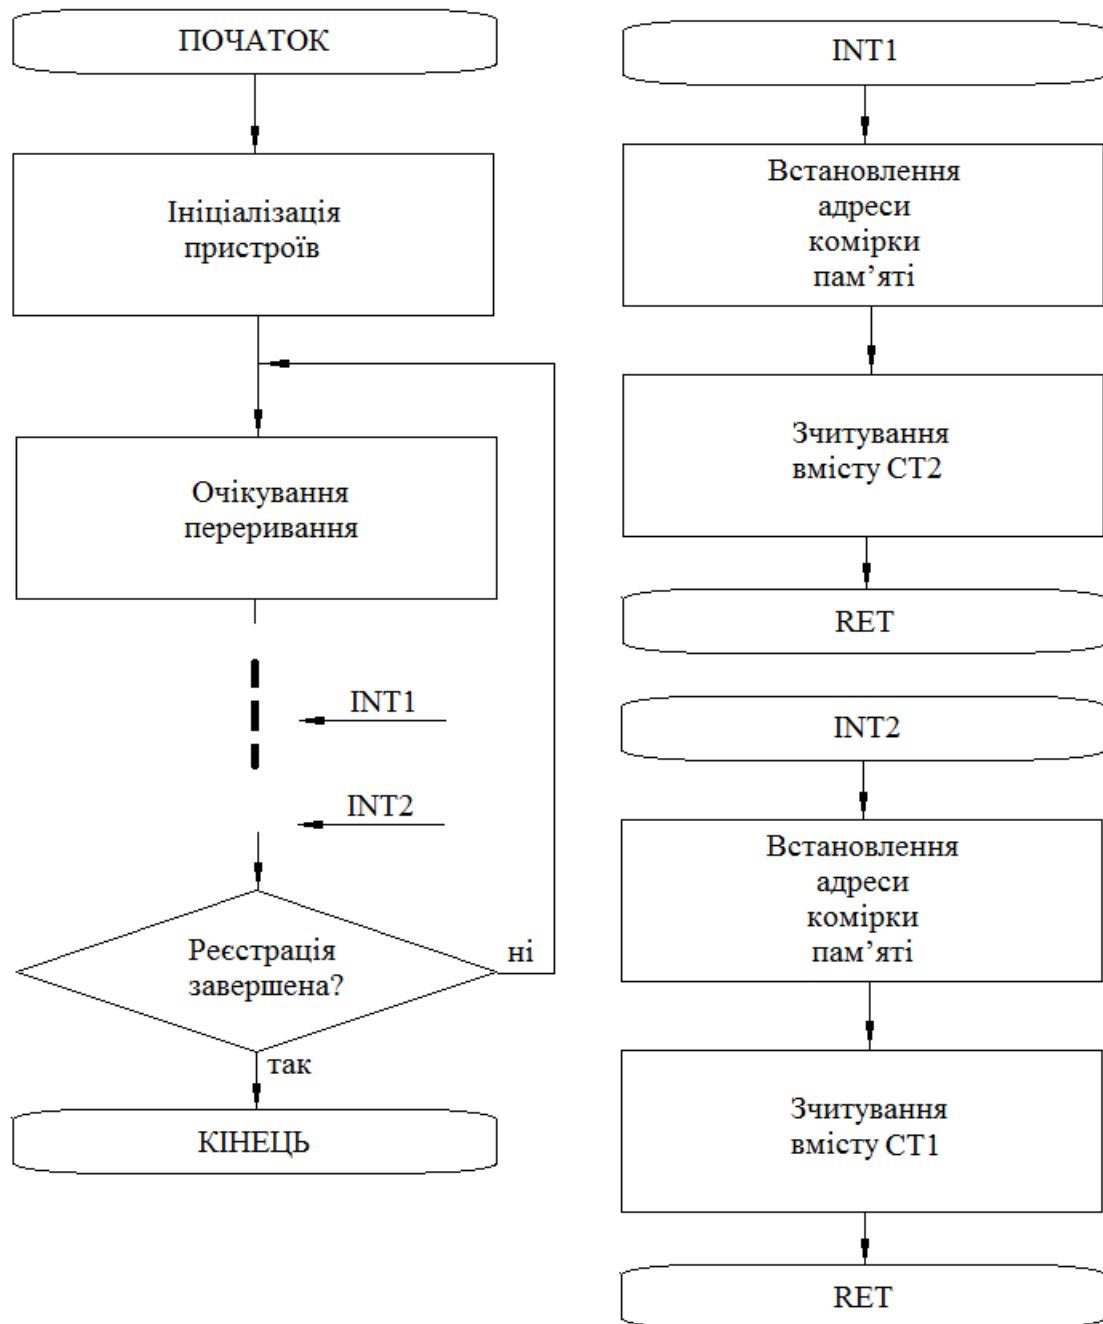 ПОЧАТОК
Ініціалізація
пристроїв
Очікування
переривання
INT1
INT2
Реєстрація
завершена?
ні
так
КІНЕЦЬ
INT1
Встановлення
адреси
комірки
пам’яті
Зчитування
вмісту СТ2
RET
INT2
Встановлення
адреси
комірки
пам’яті
Зчитування
вмісту СТ1
RET